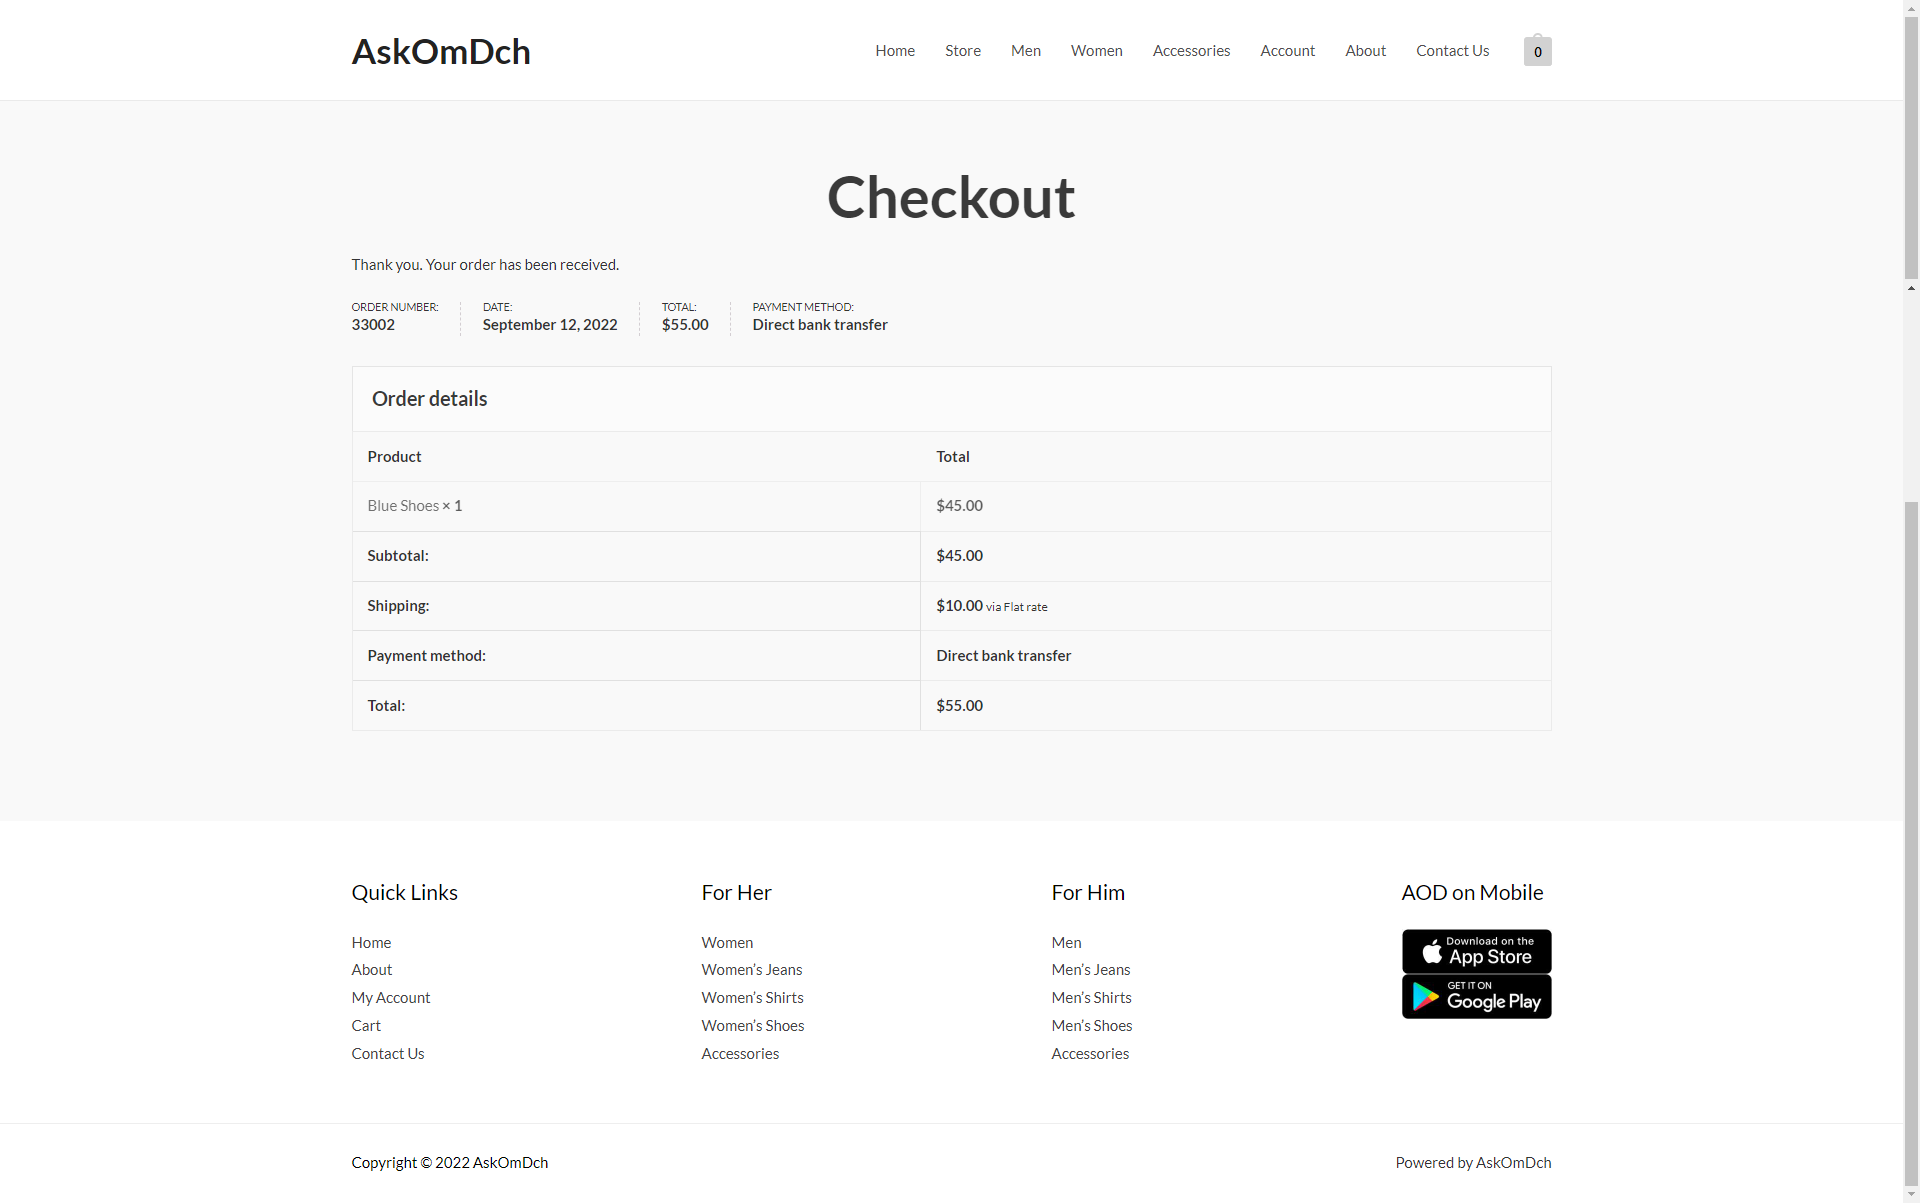 AskOmDch
Home Store Men Women Accessories Account About Contact Us 0
Checkout
Thank you. Your order has been received.
ORDER NUMBER: DATE: TOTAL: PAYMENT METHOD:
33002 September 12, 2022 $55.00 Direct bank transfer
Order details
Product Total
Blue Shoes × 1 $45.00
Subtotal: $45.00
Shipping: $10.00 via Flat rate
Payment method: Direct bank transfer
Total: $55.00
Quick Links
Home
About
My Account
Cart
Contact Us
For Her
Women
Women’s Jeans
Women’s Shirts
Women’s Shoes
Accessories
For Him
Men
Men’s Jeans
Men’s Shirts
Men’s Shoes
Accessories
AOD on Mobile
Download on the
App Store
GET IT ON
Google Play
Copyright © 2022 AskOmDch
Powered by AskOmDch